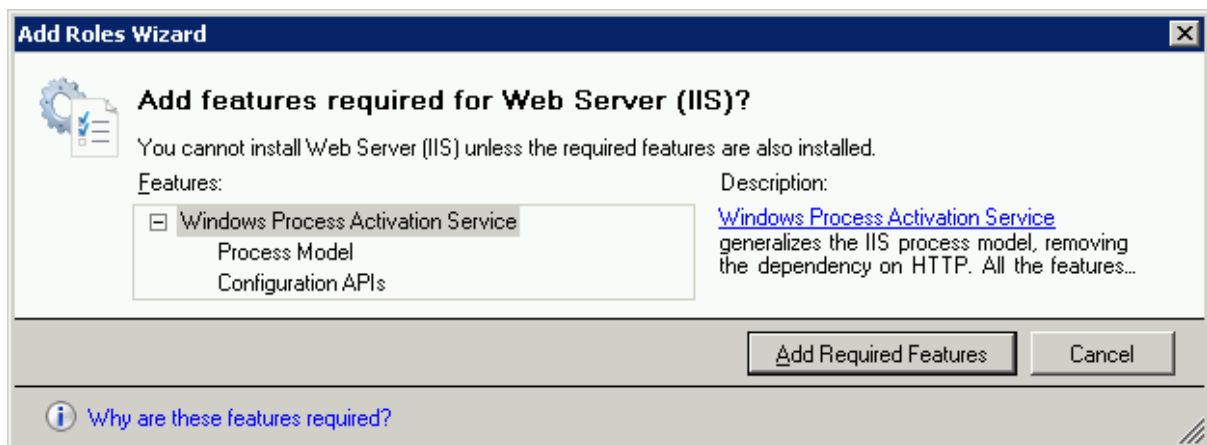 Add Roles Wizard
Add features required for Web Server (IIS)?
You cannot install Web Server (IIS) unless the required features are also installed.
Features:
Windows Process Activation Service
Process Model
Configuration APIs
Description:
Windows Process Activation Service
generalizes the IIS process model, removing
the dependency on HTTP. All the features...
Add Required Features
Cancel
Why are these features required?